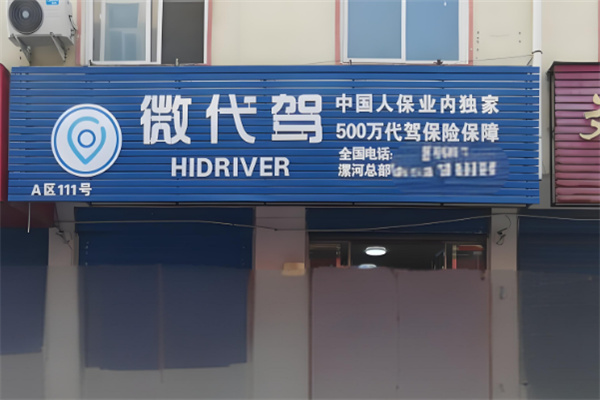 微代驾
HIDRIVER
A区111号
中国人保业内独家
500万代驾保险保障
全国电话:
漯河总部